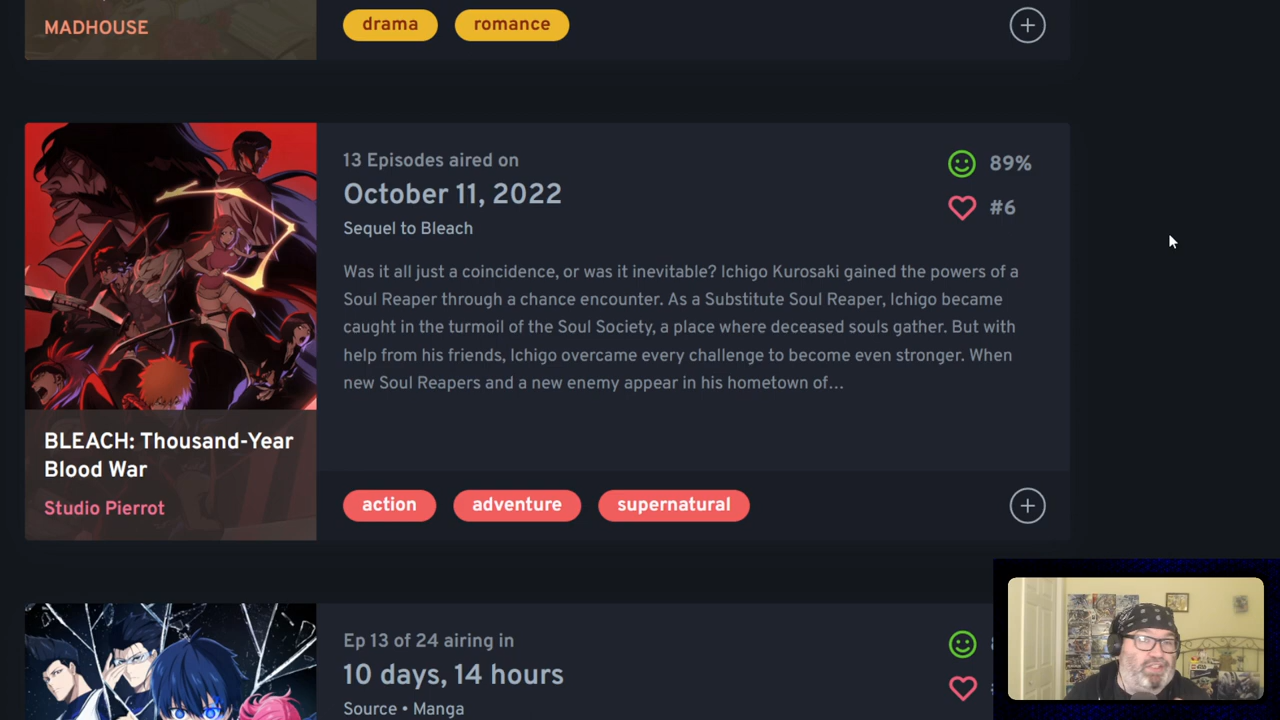 MADHOUSE
drama
romance
13 Episodes aired on
October 11, 2022
Sequel to Bleach
89%
#6
Was it all just a coincidence, or was it inevitable? Ichigo Kurosaki gained the powers of a
Soul Reaper through a chance encounter. As a Substitute Soul Reaper, Ichigo became
caught in the turmoil of the Soul Society, a place where deceased souls gather. But with
help from his friends, Ichigo overcame every challenge to become even stronger. When
new Soul Reapers and a new enemy appear in his hometown of…
BLEACH: Thousand-Year
Blood War
Studio Pierrot
action
adventure
supernatural
Ep 13 of 24 airing in
10 days, 14 hours
Source • Manga